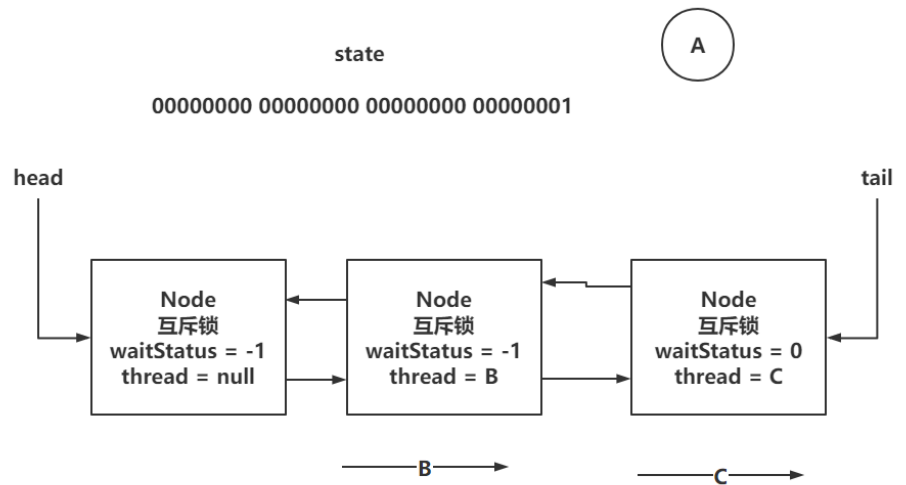 state
A
00000000 00000000 00000000 00000001
head
tail
Node
互斥锁
waitStatus = -1
thread = null
Node
互斥锁
waitStatus = -1
thread = B
Node
互斥锁
waitStatus = 0
thread = C
B
C